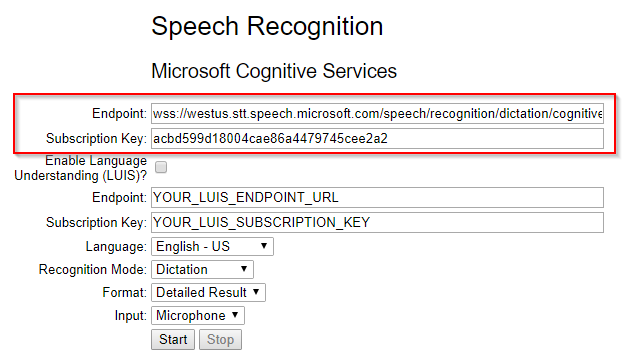 Speech Recognition
Microsoft Cognitive Services
Endpoint: wss://westus.stt.speech.microsoft.com/speech/recognition/dictation/cognitive
Subscription Key: acbd599d18004cae86a4479745cee2a2
Enable Language
Understanding (LUIS)?
Endpoint: YOUR_LUIS_ENDPOINT_URL
Subscription Key: YOUR_LUIS_SUBSCRIPTION_KEY
Language: English - US
Recognition Mode: Dictation
Format: Detailed Result
Input: Microphone
Start Stop